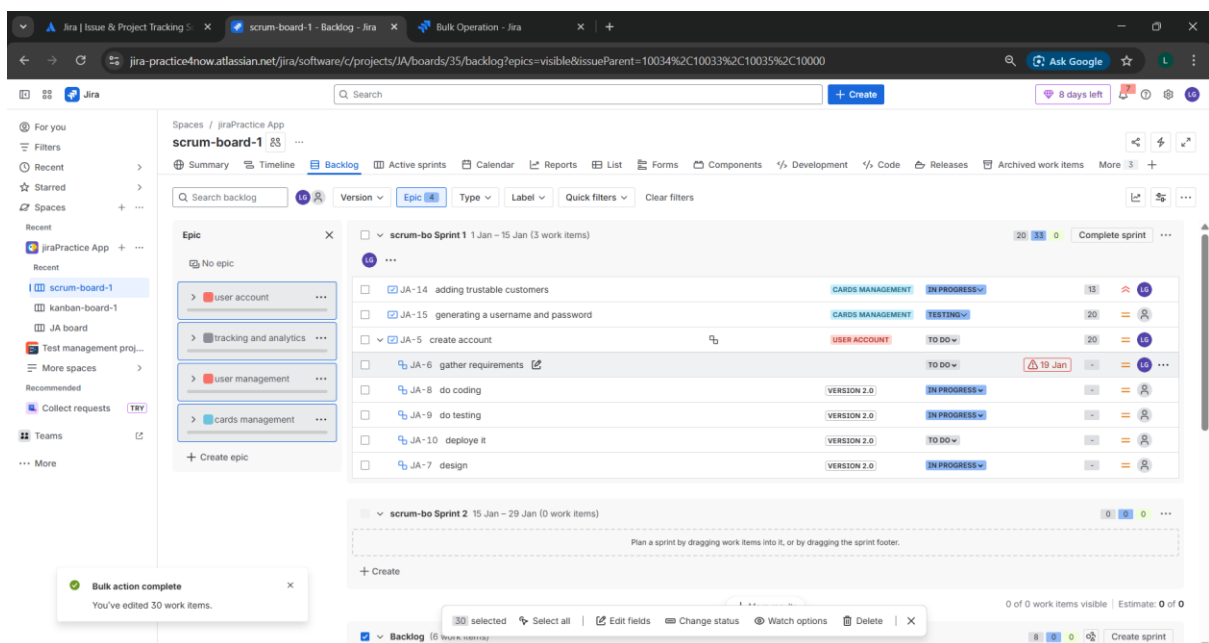 Jira | Issue & Project Tracking S
scrum-board-1 - Backlog - Jira
Bulk Operation - Jira
jira-practice4now.atlassian.net/jira/software/c/projects/JA/boards/35/backlog?epics=visible&issueParent=10034%2C10033%2C10035%2C10000
Ask Google
L
Jira
Search
+ Create
8 days left
7
LG
For you
Filters
Recent
Starred
Spaces
Recent
jiraPractice App
Recent
scrum-board-1
kanban-board-1
JA board
Test management proj...
More spaces
Recommended
Collect requests TRY
Teams
More
Spaces / jiraPractice App
scrum-board-1
Summary Timeline Backlog Active sprints Calendar Reports List Forms Components Development Code Releases Archived work items More 3
Search backlog LG Version Epic 4 Type Label Quick filters Clear filters
Epic
No epic
user account
tracking and analytics
user management
cards management
+ Create epic
scrum-bo Sprint 1 1 Jan – 15 Jan (3 work items) 20 33 0 Complete sprint
LG
JA-14 adding trustable customers CARDS MANAGEMENT IN PROGRESS 13 LG
JA-15 generating a username and password CARDS MANAGEMENT TESTING 20
JA-5 create account USER ACCOUNT TO DO 20 LG
JA-6 gather requirements TO DO 19 Jan - LG
JA-8 do coding VERSION 2.0 IN PROGRESS -
JA-9 do testing VERSION 2.0 IN PROGRESS -
JA-10 deploye it VERSION 2.0 TO DO -
JA-7 design VERSION 2.0 IN PROGRESS -
scrum-bo Sprint 2 15 Jan – 29 Jan (0 work items) 0 0 0
Plan a sprint by dragging work items into it, or by dragging the sprint footer.
+ Create
0 of 0 work items visible | Estimate: 0 of 0
Bulk action complete
You've edited 30 work items.
30 selected Select all Edit fields Change status Watch options Delete
Backlog (6 work items) 8 0 0 Create sprint